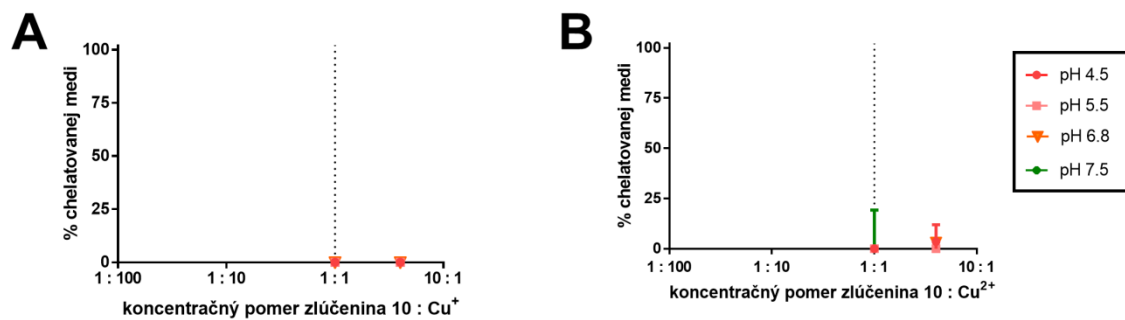 A
% chelatovanej medi
100
75
50
25
0
1 : 100
1 : 10
1 : 1
10 : 1
koncentračný pomer zlúčenina 10 : Cu⁺
B
% chelatovanej medi
100
75
50
25
0
1 : 100
1 : 10
1 : 1
10 : 1
koncentračný pomer zlúčenina 10 : Cu²⁺
pH 4.5
pH 5.5
pH 6.8
pH 7.5